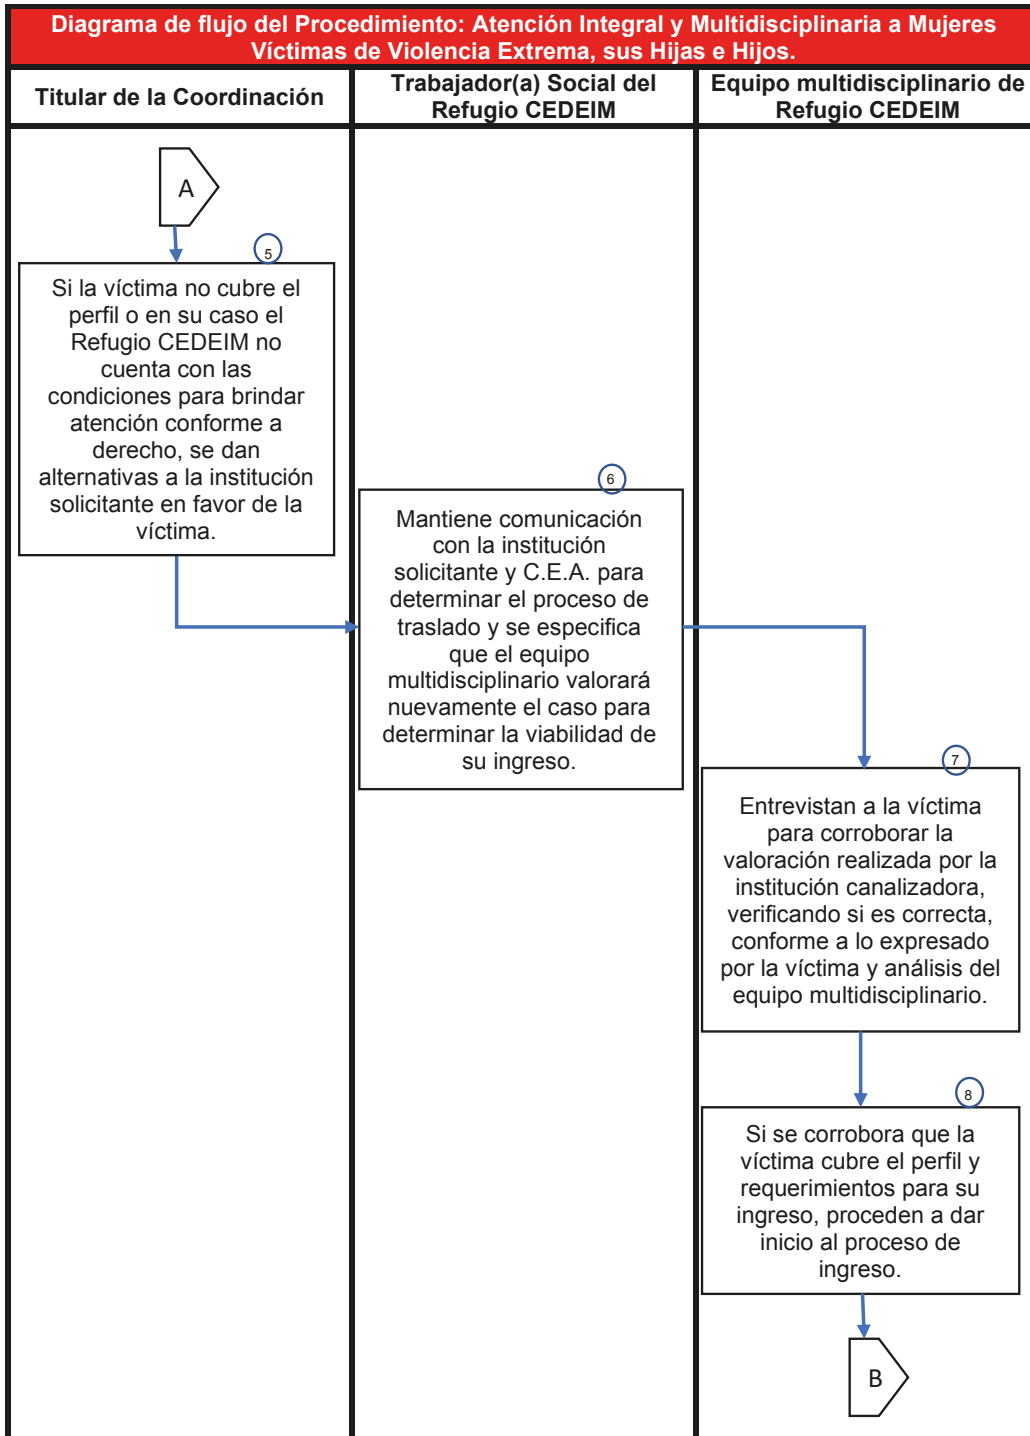 Diagrama de flujo del Procedimiento: Atención Integral y Multidisciplinaria a Mujeres
Víctimas de Violencia Extrema, sus Hijas e Hijos.
Titular de la Coordinación
Trabajador(a) Social del
Refugio CEDEIM
Equipo multidisciplinario de
Refugio CEDEIM
A
5
Si la víctima no cubre el
perfil o en su caso el
Refugio CEDEIM no
cuenta con las
condiciones para brindar
atención conforme a
derecho, se dan
alternativas a la institución
solicitante en favor de la
víctima.
6
Mantiene comunicación
con la institución
solicitante y C.E.A. para
determinar el proceso de
traslado y se especifica
que el equipo
multidisciplinario valorará
nuevamente el caso para
determinar la viabilidad de
su ingreso.
7
Entrevistan a la víctima
para corroborar la
valoración realizada por la
institución canalizadora,
verificando si es correcta,
conforme a lo expresado
por la víctima y análisis del
equipo multidisciplinario.
8
Si se corrobora que la
víctima cubre el perfil y
requerimientos para su
ingreso, proceden a dar
inicio al proceso de
ingreso.
B